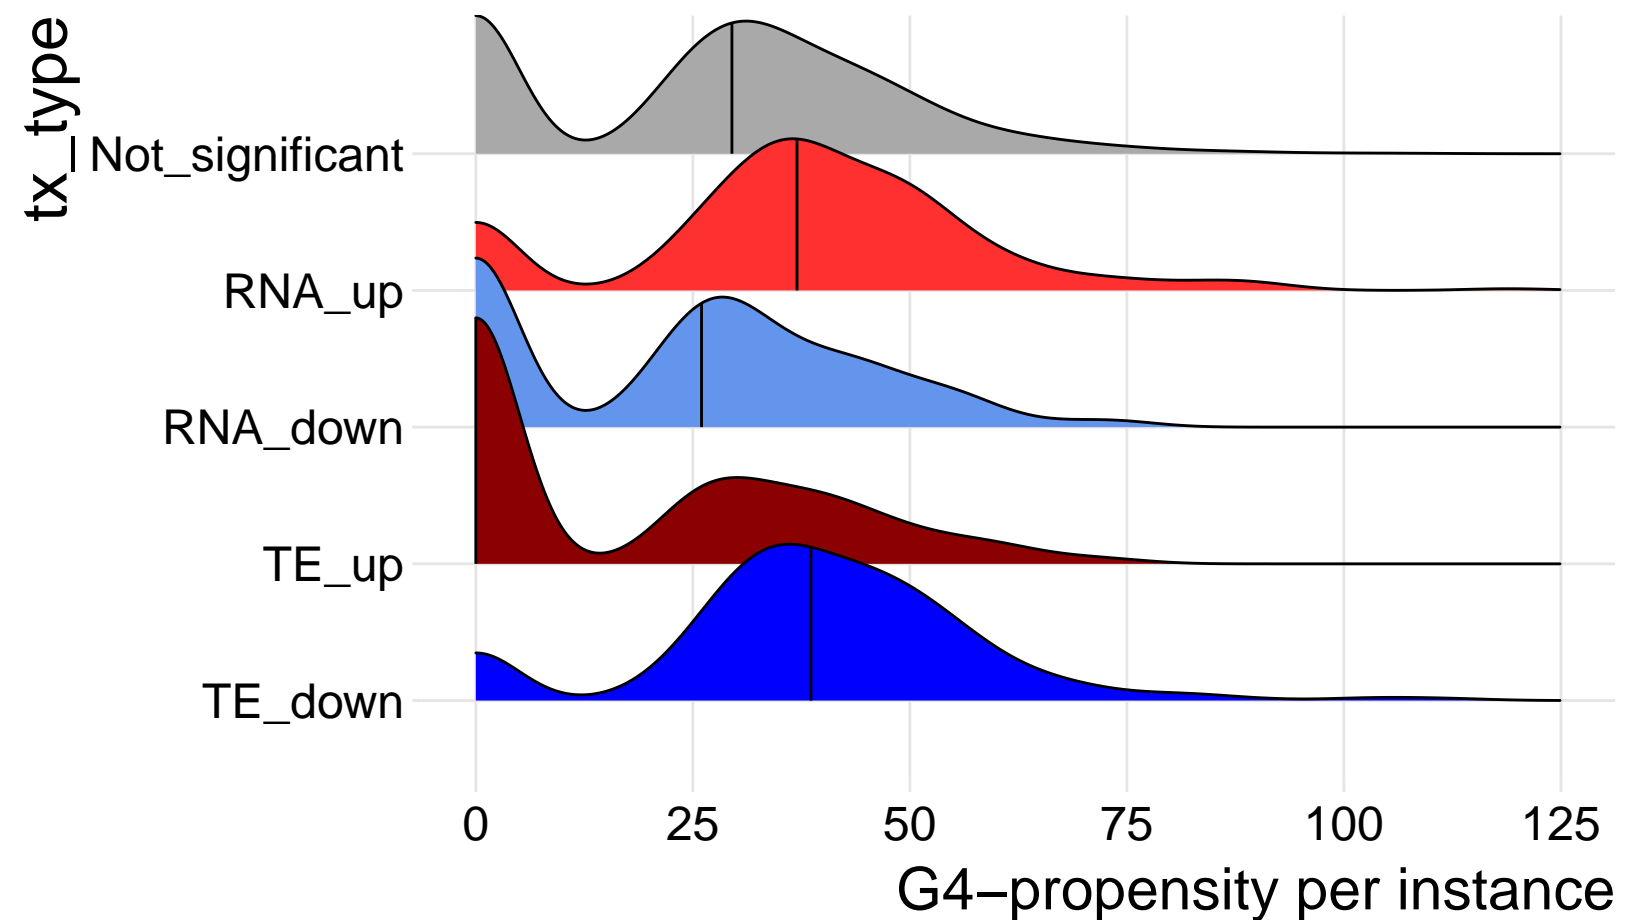 tx_type
Not_significant
RNA_up
RNA_down
TE_up
TE_down
0 25 50 75 100 125
G4−propensity per instance